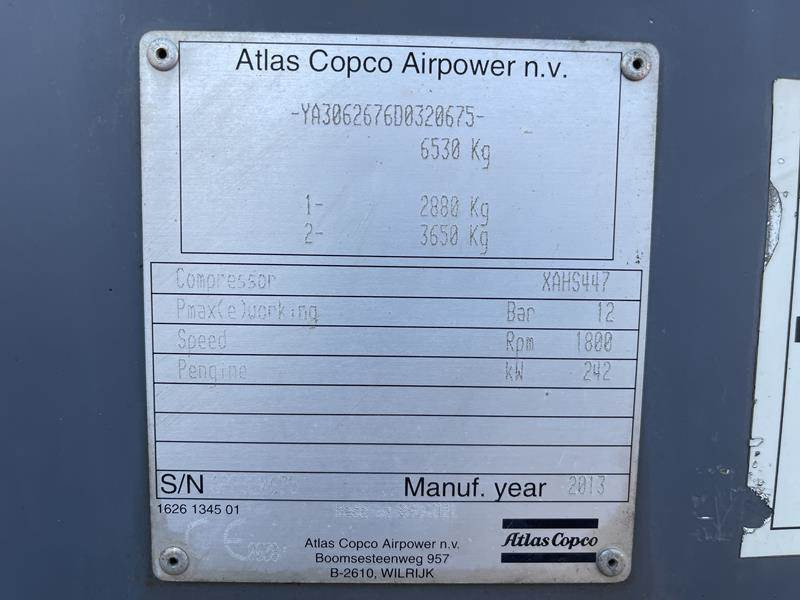 Atlas Copco Airpower n.v.
-YA3062676D0320675-
6530 Kg
1- 2880 Kg
2- 3650 Kg
Compressor XAHS447
Pmax(e)working Bar 12
Speed Rpm 1800
Pengine kW 242
S/N Manuf. year 2013
1626 1345 01
CE
Atlas Copco Airpower n.v.
Boomsesteenweg 957
B-2610, WILRIJK
Atlas Copco